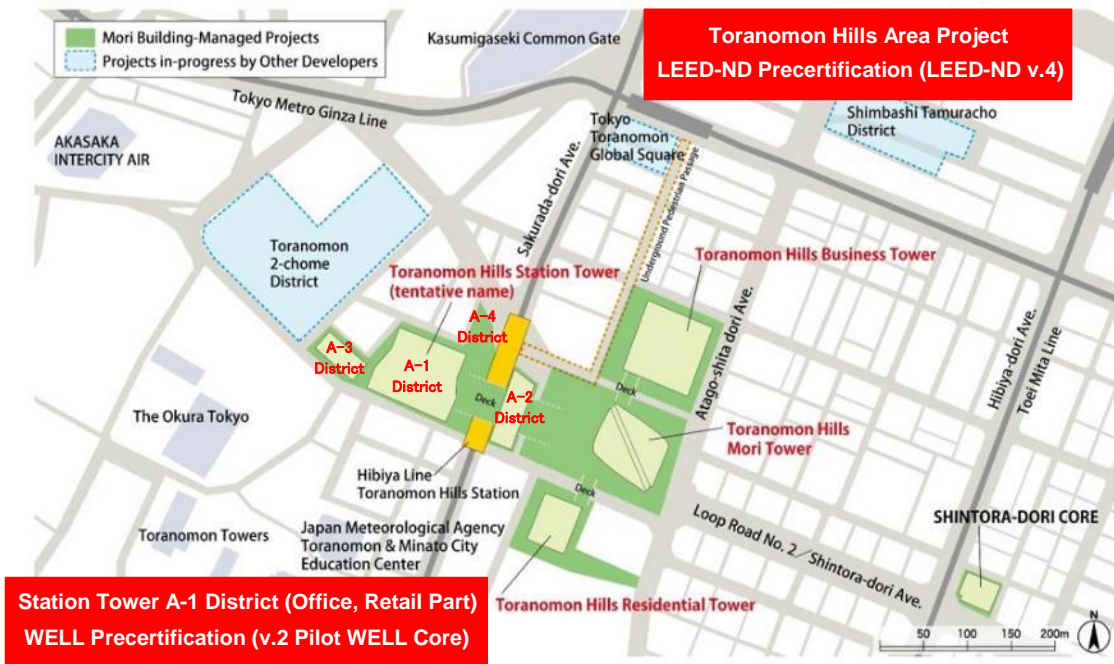 Mori Building-Managed Projects
Projects in-progress by Other Developers
Kasumigaseki Common Gate
Toranomon Hills Area Project
LEED-ND Precertification (LEED-ND v.4)
Tokyo Metro Ginza Line
AKASAKA
INTERCITY AIR
Tokyo
Toranomon
Global Square
Shimbashi Tamuracho
District
Sakurada-dori Ave.
Underground Pedestrian Passage
Toranomon
2-chome
District
Toranomon Hills Station Tower
(tentative name)
Toranomon Hills Business Tower
A-4
District
A-3
District
A-1
District
Deck
A-2
District
Deck
Atago-shita dori Ave.
Hibiya-dori Ave.
Toei Mita Line
The Okura Tokyo
Toranomon Hills
Mori Tower
Hibiya Line
Toranomon Hills Station
Deck
Toranomon Towers
Japan Meteorological Agency
Toranomon & Minato City
Education Center
Loop Road No. 2 / Shintora-dori Ave.
SHINTORA-DORI CORE
Station Tower A-1 District (Office, Retail Part)
WELL Precertification (v.2 Pilot WELL Core)
Toranomon Hills Residential Tower
N
50 100 150 200m